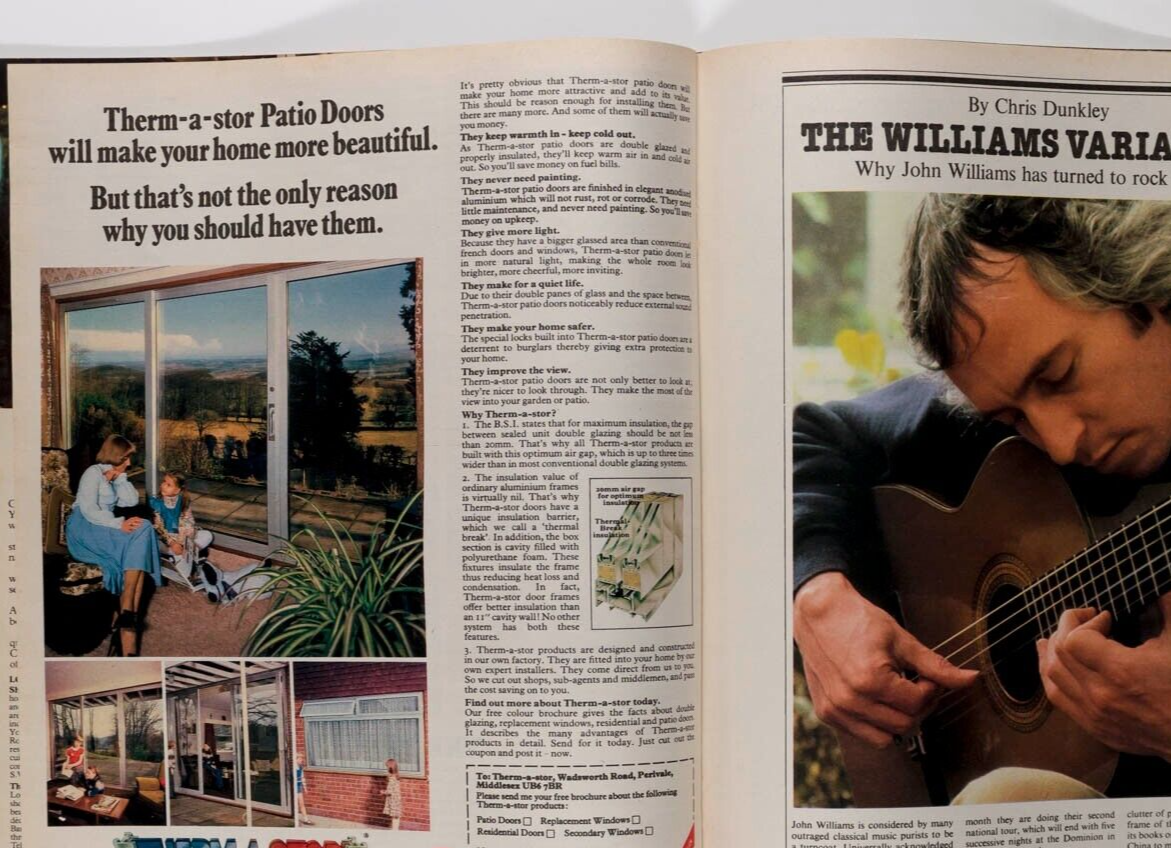 Therm-a-stor Patio Doors
will make your home more beautiful.
But that's not the only reason
why you should have them.
It's pretty obvious that Therm-a-stor patio doors will
make your home more attractive and add to its value.
This should be reason enough for installing them. But
there are many more. And some of them will actually save
you money.
They keep warmth in - keep cold out.
As Therm-a-stor patio doors are double glazed and
properly insulated, they'll keep warm air in and cold air
out. So you'll save money on fuel bills.
They never need painting.
Therm-a-stor patio doors are finished in elegant anodised
aluminium which will not rust, rot or corrode. They need
little maintenance, and never need painting. So you'll save
money on upkeep.
They give more light.
Because they have a bigger glassed area than conventional
french doors and windows, Therm-a-stor patio doors let
in more natural light, making the whole room look
brighter, more cheerful, more inviting.
They make for a quiet life.
Due to their double panes of glass and the space between,
Therm-a-stor patio doors noticeably reduce external sound
penetration.
They make your home safer.
The special locks built into Therm-a-stor patio doors are a
deterrent to burglars thereby giving extra protection to
your home.
They improve the view.
Therm-a-stor patio doors are not only better to look at;
they're nicer to look through. They make the most of the
view into your garden or patio.
Why Therm-a-stor?
1. The B.S.I. states that for maximum insulation, the gap
between sealed unit double glazing should be not less
than 20mm. That's why all Therm-a-stor products are
built with this optimum air gap, which is up to three times
wider than in most conventional double glazing systems.
2. The insulation value of
ordinary aluminium frames
is virtually nil. That's why
Therm-a-stor doors have a
unique insulation barrier,
which we call a 'thermal
break'. In addition, the box
section is cavity filled with
polyurethane foam. These
fixtures insulate the frame
thus reducing heat loss and
condensation. In fact,
Therm-a-stor door frames
offer better insulation than
an 11" cavity wall! No other
system has both these
features.
20mm air gap
for optimum
insulation
Thermal
Break
insulation
3. Therm-a-stor products are designed and constructed
in our own factory. They are fitted into your home by our
own expert installers. They come direct from us to you.
So we cut out shops, sub-agents and middlemen, and pass
the cost saving on to you.
Find out more about Therm-a-stor today.
Our free colour brochure gives the facts about double
glazing, replacement windows, residential and patio doors.
It describes the many advantages of Therm-a-stor
products in detail. Send for it today. Just cut out the
coupon and post it - now.
To: Therm-a-stor, Wadsworth Road, Perivale,
Middlesex UB6 7BR
Please send me your free brochure about the following
Therm-a-stor products:
Patio Doors Replacement Windows
Residential Doors Secondary Windows
THERM-A-STOR
By Chris Dunkley
THE WILLIAMS VARIA
Why John Williams has turned to rock
John Williams is considered by many
outraged classical music purists to be
a turncoat. Universally acknowledged
month they are doing their second
national tour, which will end with five
successive nights at the Dominion in
clutter of p
frame of th
its books o
China to